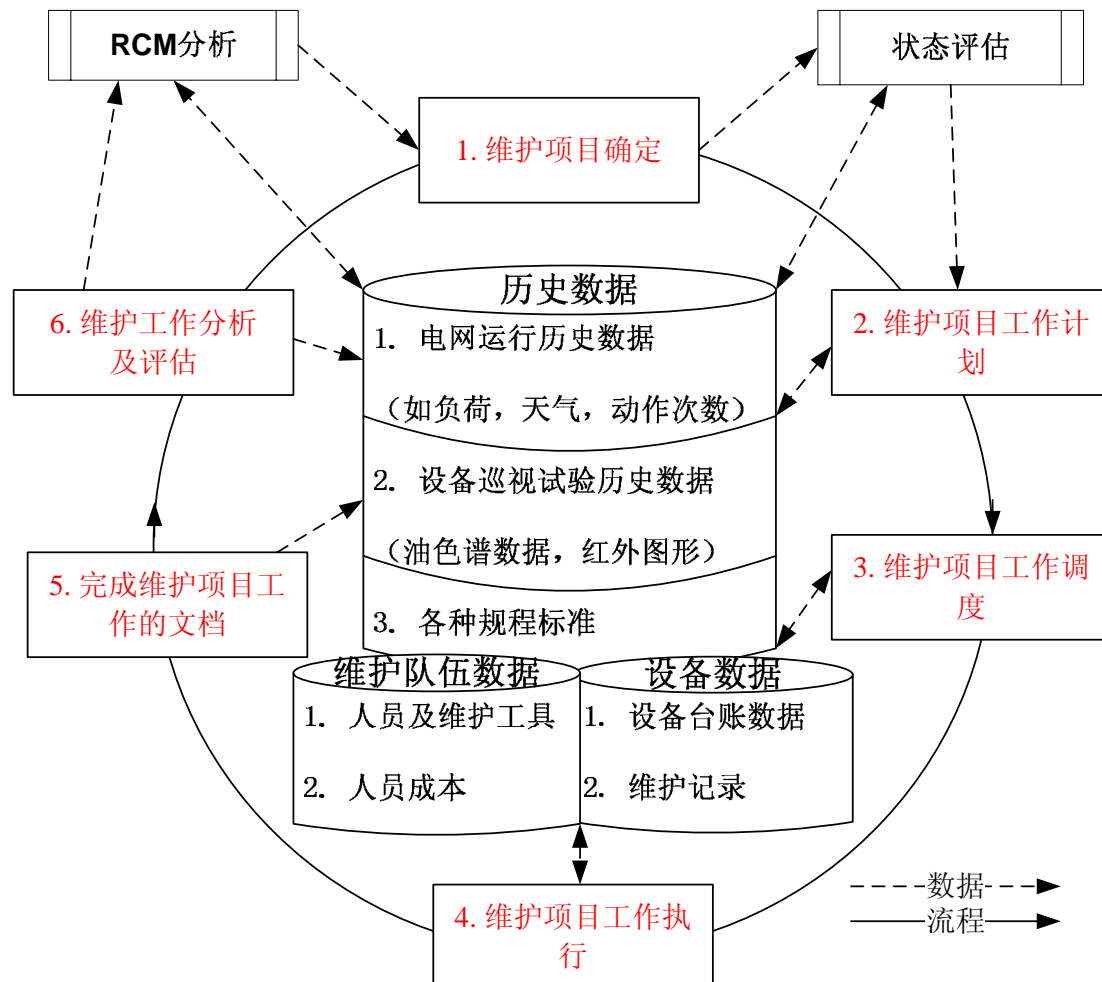 RCM分析
状态评估
1. 维护项目确定
历史数据
1. 电网运行历史数据
（如负荷，天气，动作次数）
2. 设备巡视试验历史数据
（油色谱数据，红外图形）
3. 各种规程标准
6. 维护工作分析
及评估
2. 维护项目工作计
划
5. 完成维护项目工
作的文档
3. 维护项目工作调
度
维护队伍数据
1. 人员及维护工具
2. 人员成本
设备数据
1. 设备台账数据
2. 维护记录
4. 维护项目工作执
行
数据
流程